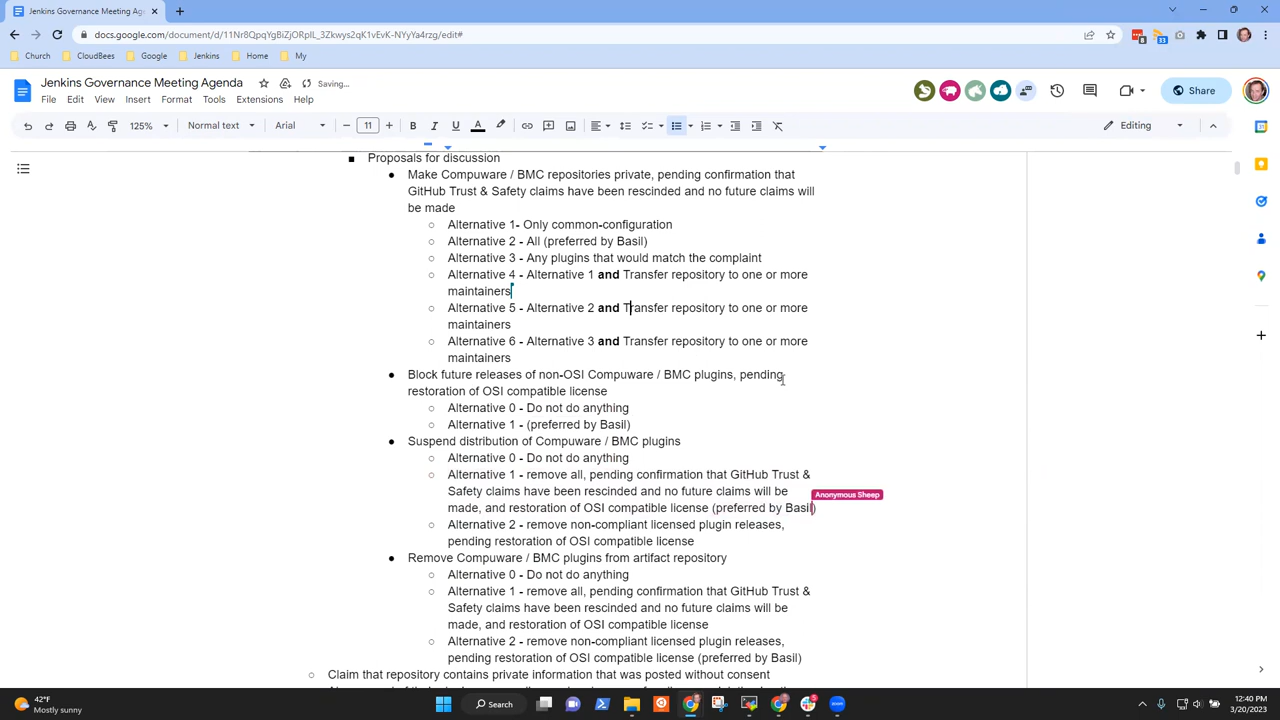 Jenkins Governance Meeting Agenda
docs.google.com/document/d/11Nr8QpqYgBiZjORpIL_3Zkwys2qK1vEvK-NYyYa4rzg/edit#
Church CloudBees Google Jenkins Home My
Jenkins Governance Meeting Agenda Saving...
File Edit View Insert Format Tools Extensions Help
Share
125% Normal text Arial 11 B I U A Editing
Proposals for discussion
Make Compuware / BMC repositories private, pending confirmation that
GitHub Trust & Safety claims have been rescinded and no future claims will
be made
Alternative 1- Only common-configuration
Alternative 2 - All (preferred by Basil)
Alternative 3 - Any plugins that would match the complaint
Alternative 4 - Alternative 1 and Transfer repository to one or more
maintainers
Alternative 5 - Alternative 2 and Transfer repository to one or more
maintainers
Alternative 6 - Alternative 3 and Transfer repository to one or more
maintainers
Block future releases of non-OSI Compuware / BMC plugins, pending
restoration of OSI compatible license
Alternative 0 - Do not do anything
Alternative 1 - (preferred by Basil)
Suspend distribution of Compuware / BMC plugins
Alternative 0 - Do not do anything
Alternative 1 - remove all, pending confirmation that GitHub Trust &
Safety claims have been rescinded and no future claims will be
Anonymous Sheep
made, and restoration of OSI compatible license (preferred by Basil)
Alternative 2 - remove non-compliant licensed plugin releases,
pending restoration of OSI compatible license
Remove Compuware / BMC plugins from artifact repository
Alternative 0 - Do not do anything
Alternative 1 - remove all, pending confirmation that GitHub Trust &
Safety claims have been rescinded and no future claims will be
made, and restoration of OSI compatible license
Alternative 2 - remove non-compliant licensed plugin releases,
pending restoration of OSI compatible license (preferred by Basil)
Claim that repository contains private information that was posted without consent
42°F
Mostly sunny
Search
12:40 PM
3/20/2023